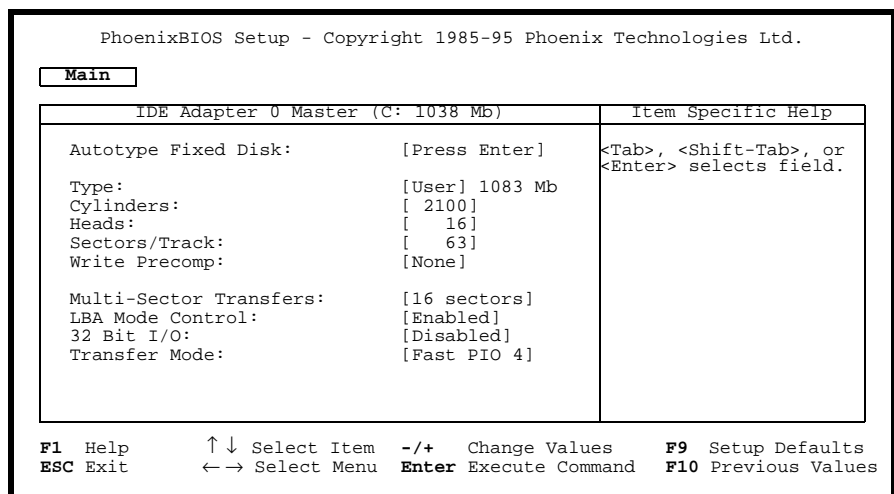 PhoenixBIOS Setup - Copyright 1985-95 Phoenix Technologies Ltd.
Main
IDE Adapter 0 Master (C: 1038 Mb)
Item Specific Help
Autotype Fixed Disk: [Press Enter]
<Tab>, <Shift-Tab>, or
<Enter> selects field.
Type: [User] 1083 Mb
Cylinders: [ 2100]
Heads: [ 16]
Sectors/Track: [ 63]
Write Precomp: [None]
Multi-Sector Transfers: [16 sectors]
LBA Mode Control: [Enabled]
32 Bit I/O: [Disabled]
Transfer Mode: [Fast PIO 4]
F1 Help ↑↓ Select Item -/+ Change Values F9 Setup Defaults
ESC Exit ←→ Select Menu Enter Execute Command F10 Previous Values